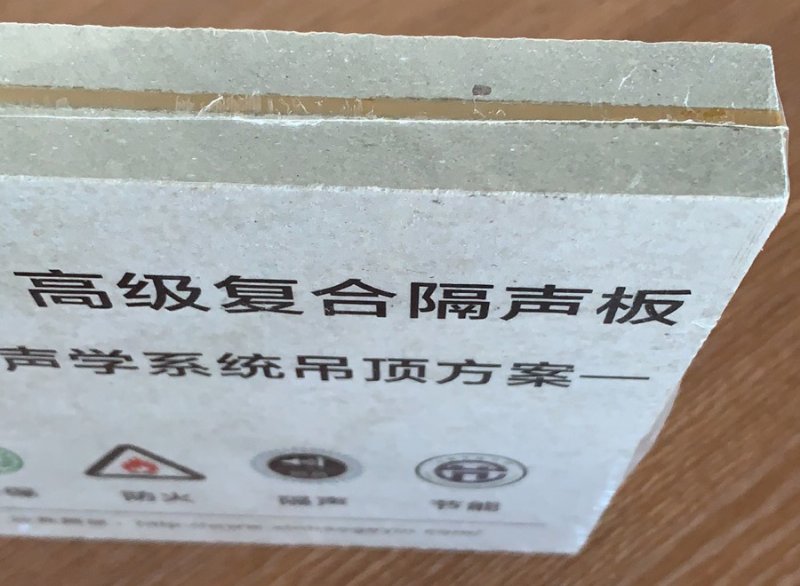 高级复合隔声板
声学系统吊顶方案—
防火 隔声 节能